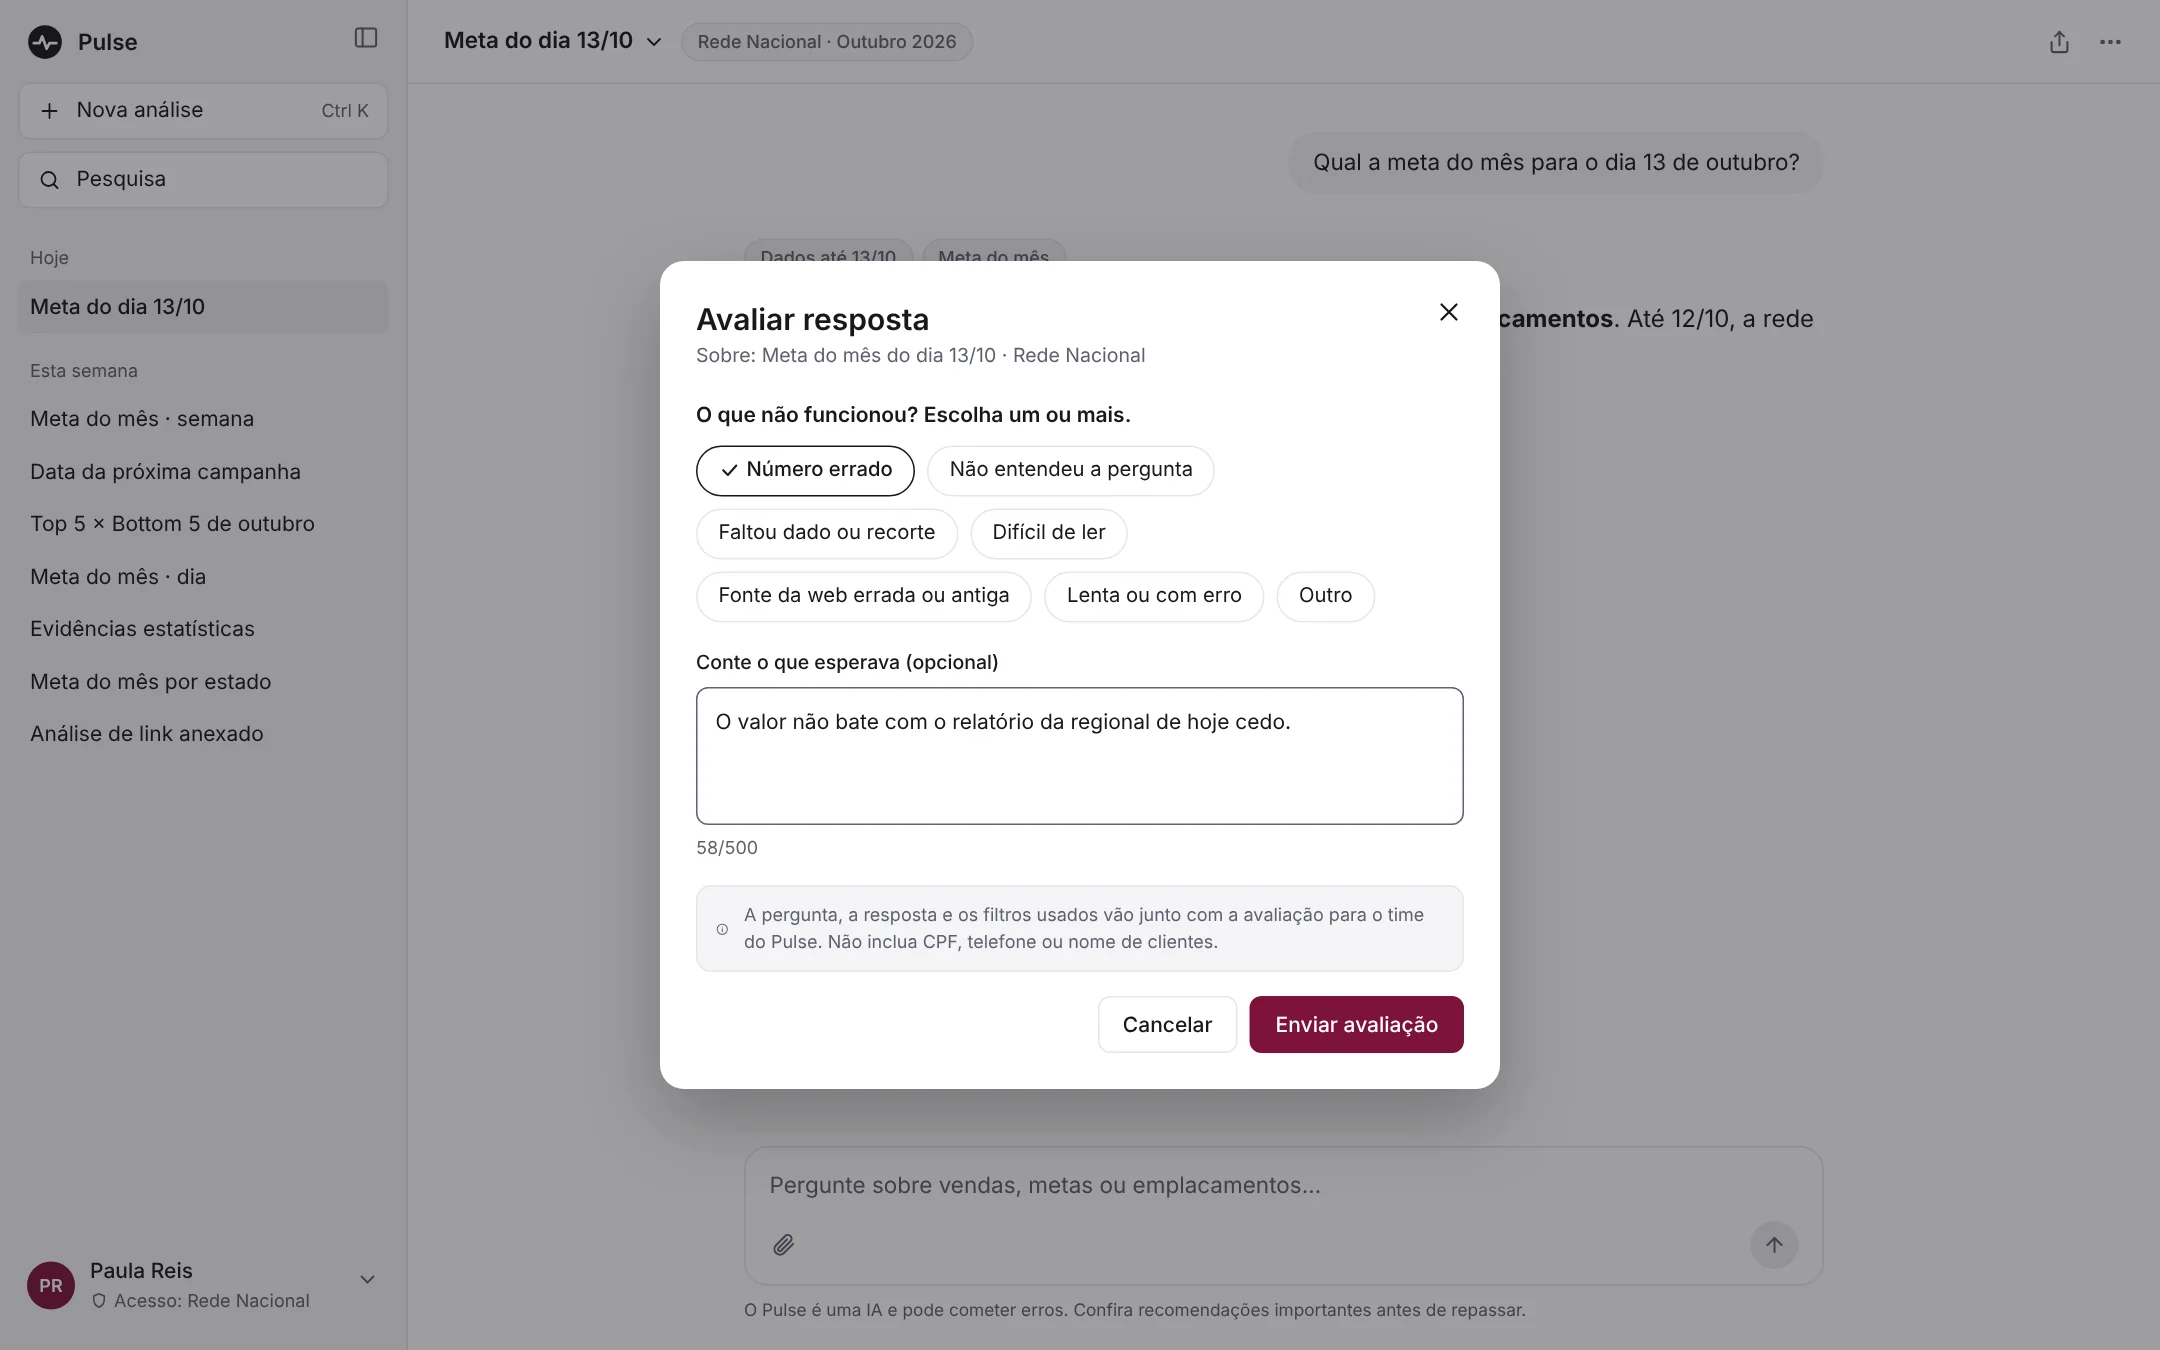 Pulse
Nova análise
Ctrl K
Pesquisa
Hoje
Meta do dia 13/10
Esta semana
Meta do mês · semana
Data da próxima campanha
Top 5 × Bottom 5 de outubro
Meta do mês · dia
Evidências estatísticas
Meta do mês por estado
Análise de link anexado
PR
Paula Reis
Acesso: Rede Nacional
Meta do dia 13/10
Rede Nacional · Outubro 2026
Qual a meta do mês para o dia 13 de outubro?
Dados até 13/10
Meta do mês
camentos. Até 12/10, a rede
Avaliar resposta
Sobre: Meta do mês do dia 13/10 · Rede Nacional
O que não funcionou? Escolha um ou mais.
Número errado
Não entendeu a pergunta
Faltou dado ou recorte
Difícil de ler
Fonte da web errada ou antiga
Lenta ou com erro
Outro
Conte o que esperava (opcional)
O valor não bate com o relatório da regional de hoje cedo.
58/500
A pergunta, a resposta e os filtros usados vão junto com a avaliação para o time
do Pulse. Não inclua CPF, telefone ou nome de clientes.
Cancelar
Enviar avaliação
Pergunte sobre vendas, metas ou emplacamentos...
O Pulse é uma IA e pode cometer erros. Confira recomendações importantes antes de repassar.